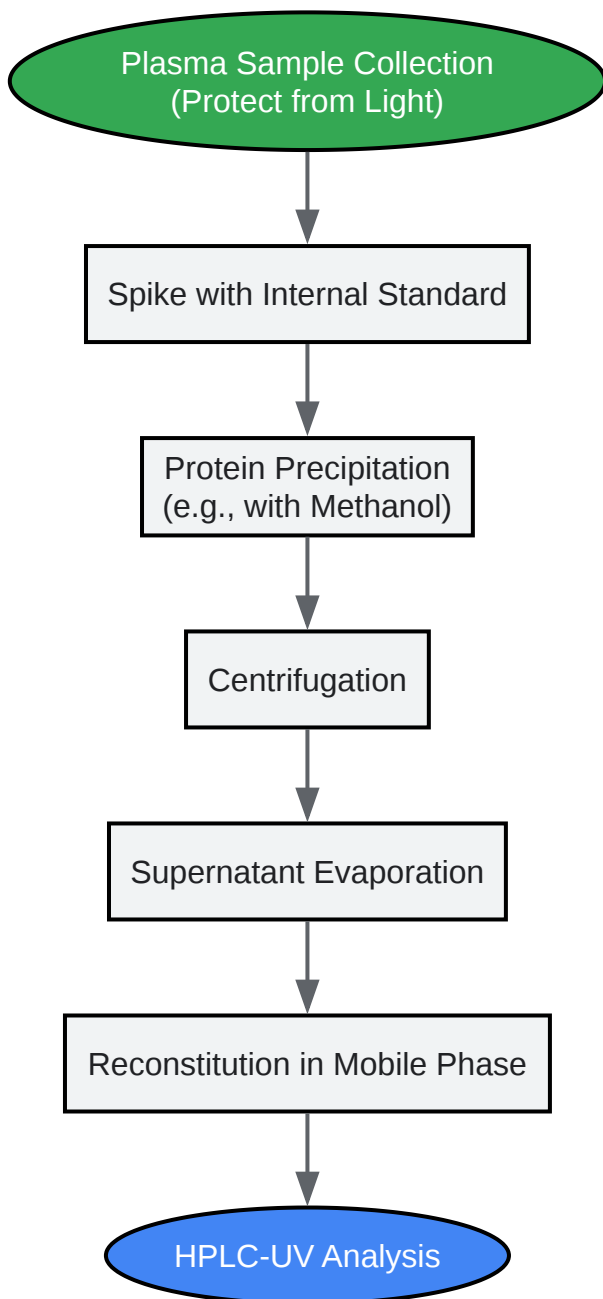 Plasma Sample Collection
(Protect from Light)
Spike with Internal Standard
Protein Precipitation
(e.g., with Methanol)
Centrifugation
Supernatant Evaporation
Reconstitution in Mobile Phase
HPLC-UV Analysis